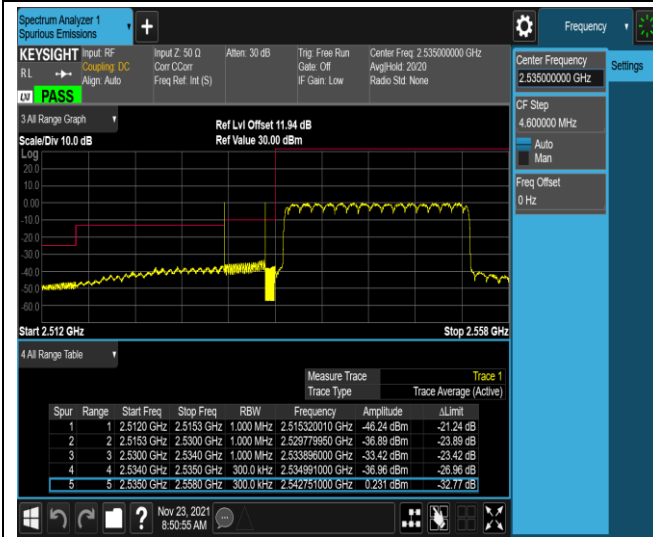 Spectrum Analyzer 1
Spurious Emissions
Frequency
KEYSIGHT Input: RF Input Z: 50 Ω Atten: 30 dB Trig: Free Run Center Freq: 2.535000000 GHz
RL Coupling: DC Corr CCorr Gate: Off Avg|Hold: 20/20
Align: Auto Freq Ref: Int (S) IF Gain: Low Radio Std: None
LXI PASS
3 All Range Graph
Ref Lvl Offset 11.94 dB
Scale/Div 10.0 dB Ref Value 30.00 dBm
Log
20.0
10.0
0.00
-10.0
-20.0
-30.0
-40.0
-50.0
-60.0
Start 2.512 GHz Stop 2.558 GHz
4 All Range Table
Measure Trace Trace 1
Trace Type Trace Average (Active)
Spur Range Start Freq Stop Freq RBW Frequency Amplitude ΔLimit
1 1 2.5120 GHz 2.5153 GHz 1.000 MHz 2.515320010 GHz -46.24 dBm -21.24 dB
2 2 2.5153 GHz 2.5300 GHz 1.000 MHz 2.529779950 GHz -36.89 dBm -23.89 dB
3 3 2.5300 GHz 2.5340 GHz 1.000 MHz 2.533896000 GHz -33.42 dBm -23.42 dB
4 4 2.5340 GHz 2.5350 GHz 300.0 kHz 2.534991000 GHz -36.96 dBm -26.96 dB
5 5 2.5350 GHz 2.5580 GHz 300.0 kHz 2.542751000 GHz 0.231 dBm -32.77 dB
Nov 23, 2021
8:50:55 AM
Center Frequency
2.535000000 GHz
Settings
CF Step
4.600000 MHz
Auto
Man
Freq Offset
0 Hz